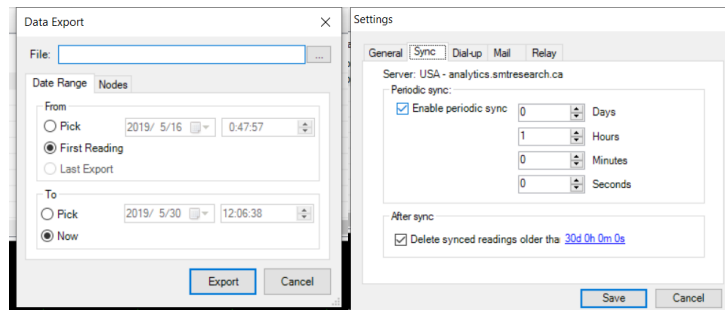 Data Export
File:
...
Date Range Nodes
From
Pick 2019/ 5/16 0:47:57
First Reading
Last Export
To
Pick 2019/ 5/30 12:06:38
Now
Export Cancel
Settings
General Sync Dial-up Mail Relay
Server: USA - analytics.smtresearch.ca
Periodic sync:
Enable periodic sync 0 Days
1 Hours
0 Minutes
0 Seconds
After sync
Delete synced readings older tha 30d 0h 0m 0s
Save Cancel